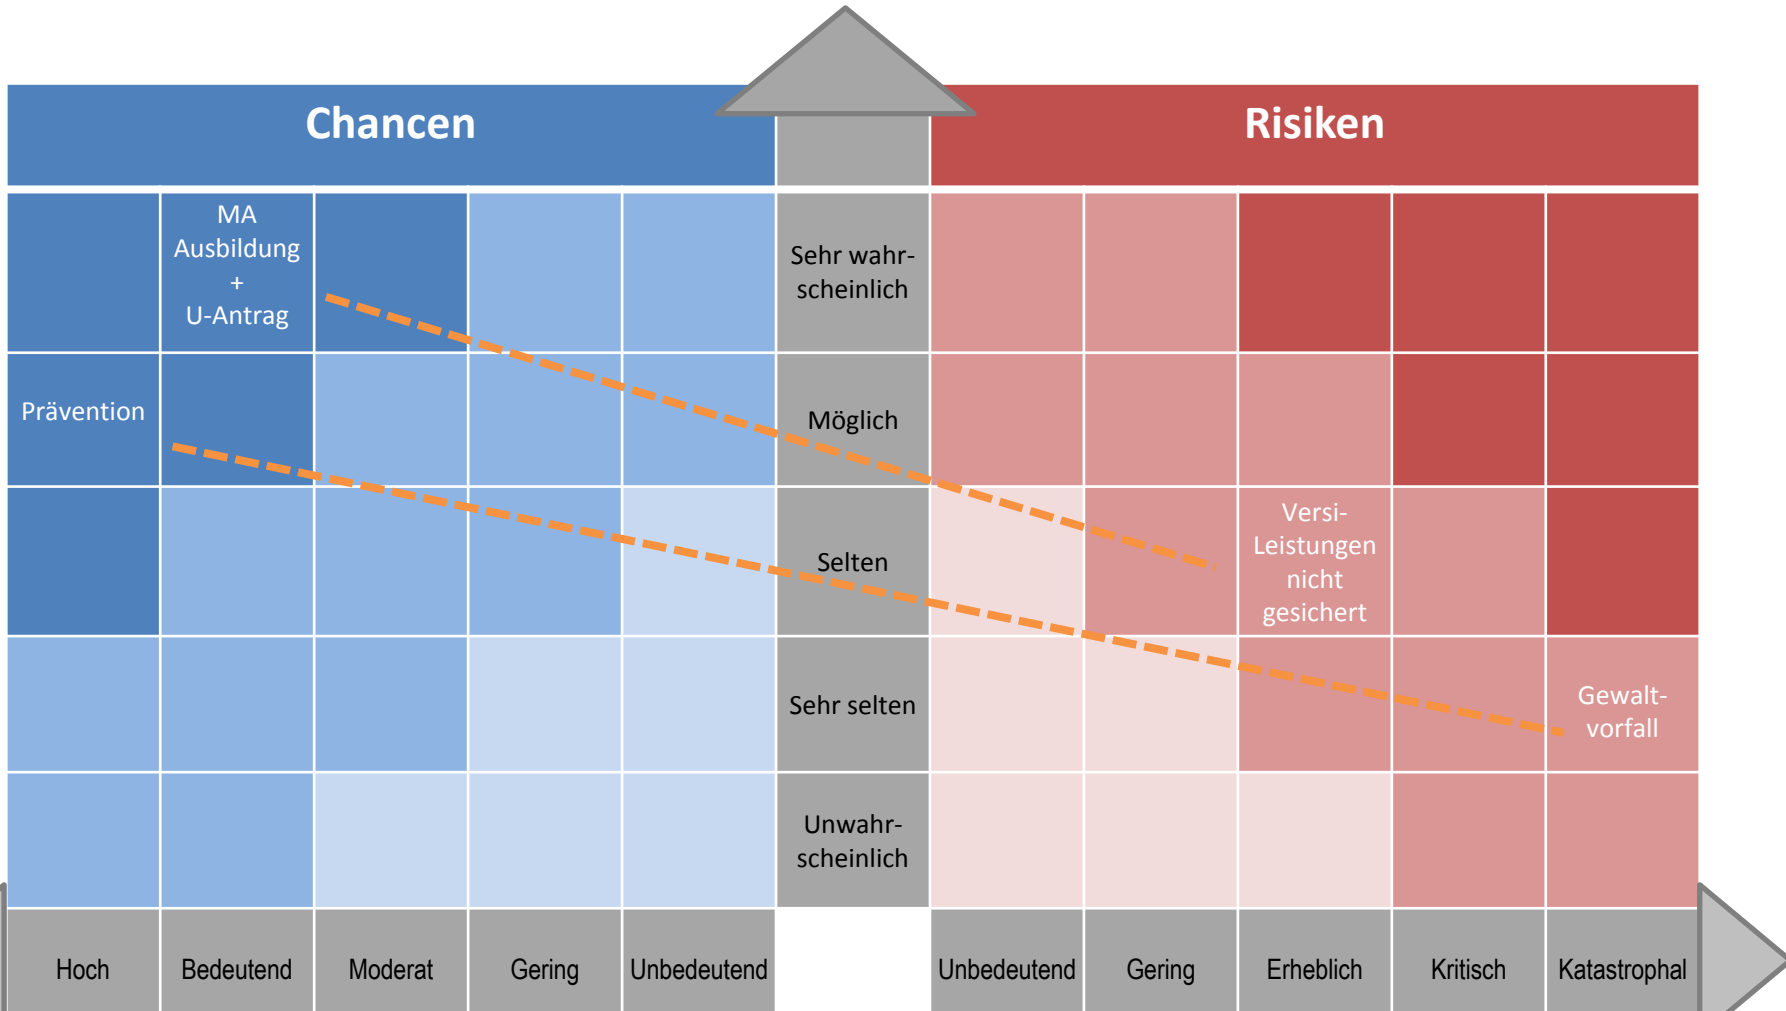 Chancen
Risiken
MA
Ausbildung
+
U-Antrag
Sehr wahr-
scheinlich
Prävention
Möglich
Versi-
Leistungen
nicht
gesichert
Selten
Sehr selten
Gewalt-
vorfall
Unwahr-
scheinlich
Hoch
Bedeutend
Moderat
Gering
Unbedeutend
Unbedeutend
Gering
Erheblich
Kritisch
Katastrophal